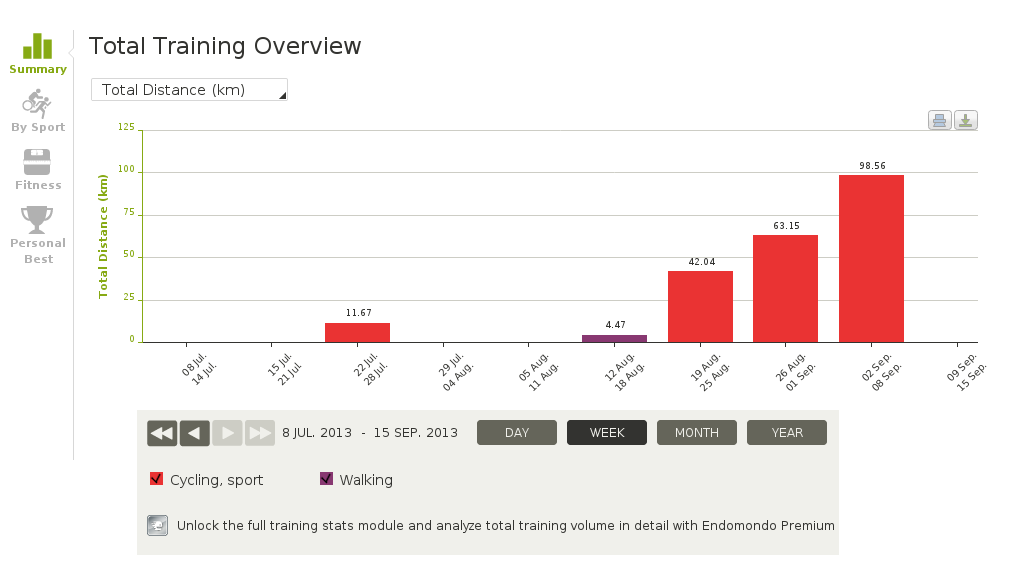 Total Training Overview
Summary
Total Distance (km)
By Sport
Fitness
Personal
Best
Total Distance (km)
125
100
75
50
25
0
11.67
4.47
42.04
63.15
98.56
08 Jul.
14 Jul.
15 Jul.
21 Jul.
22 Jul.
28 Jul.
29 Jul.
04 Aug.
05 Aug.
11 Aug.
12 Aug.
18 Aug.
19 Aug.
25 Aug.
26 Aug.
01 Sep.
02 Sep.
08 Sep.
09 Sep.
15 Sep.
8 JUL. 2013 - 15 SEP. 2013
DAY
WEEK
MONTH
YEAR
Cycling, sport
Walking
Unlock the full training stats module and analyze total training volume in detail with Endomondo Premium